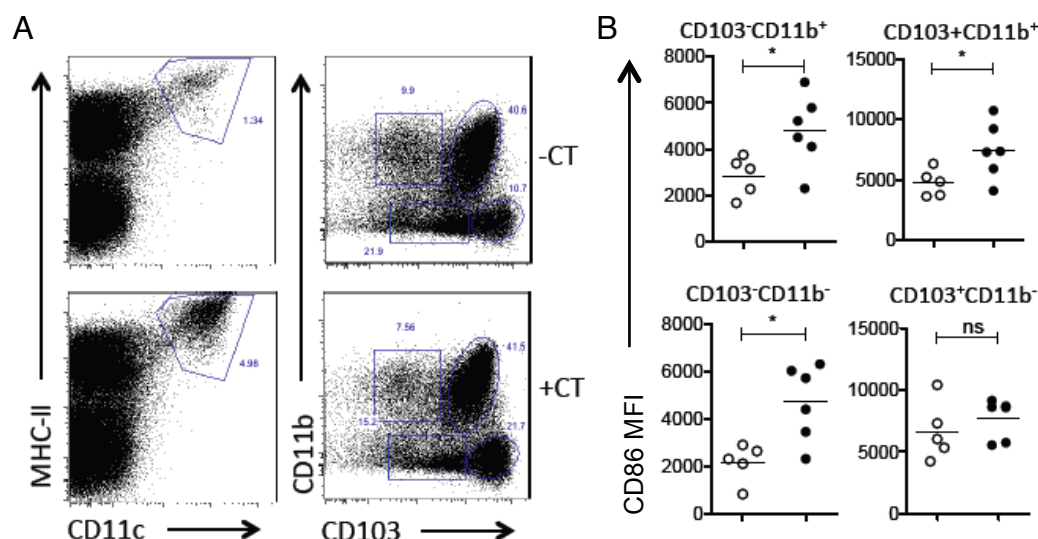 A
MHC-II
1.34
4.98
CD11c
CD11b
9.9
40.6
10.7
21.9
-CT
7.56
41.5
15.2
21.7
+CT
CD103
B
CD86 MFI
CD103⁻CD11b⁺
8000
6000
4000
2000
0
*
CD103+CD11b⁺
15000
10000
5000
0
*
CD103⁻CD11b⁻
8000
6000
4000
2000
0
*
CD103⁺CD11b⁻
15000
10000
5000
0
ns